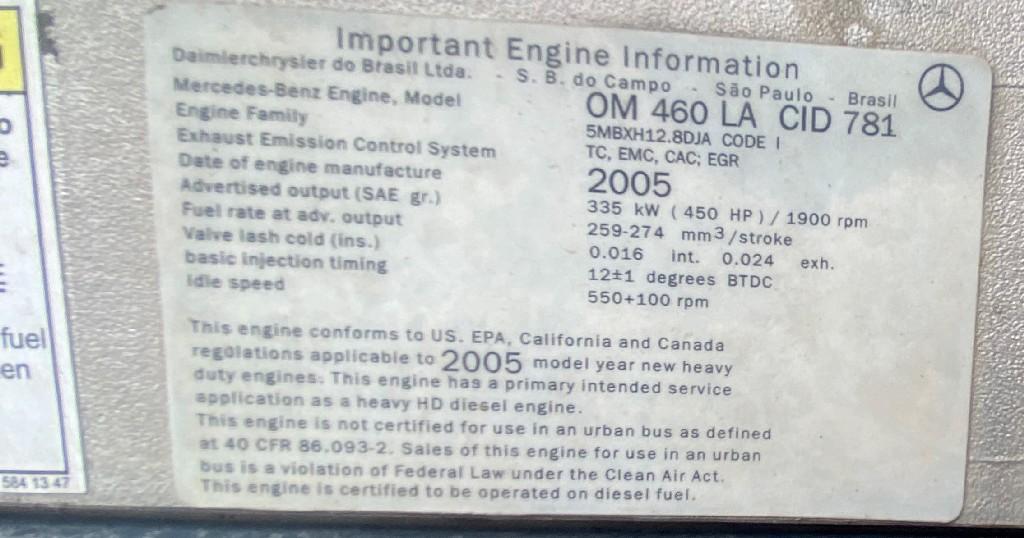 Important Engine Information
Daimlerchrysler do Brasil Ltda. - S. B. do Campo - São Paulo - Brasil
Mercedes-Benz Engine, Model OM 460 LA CID 781
Engine Family 5MBXH12.8DJA CODE I
Exhaust Emission Control System TC, EMC, CAC; EGR
Date of engine manufacture 2005
Advertised output (SAE gr.) 335 kW ( 450 HP ) / 1900 rpm
Fuel rate at adv. output 259-274 mm3/stroke
Valve lash cold (ins.) 0.016 int. 0.024 exh.
basic injection timing 12±1 degrees BTDC
Idle speed 550+100 rpm
This engine conforms to US. EPA, California and Canada
regulations applicable to 2005 model year new heavy
duty engines. This engine has a primary intended service
application as a heavy HD diesel engine.
This engine is not certified for use in an urban bus as defined
at 40 CFR 86.093-2. Sales of this engine for use in an urban
bus is a violation of Federal Law under the Clean Air Act.
This engine is certified to be operated on diesel fuel.
fuel
en
584 13 47